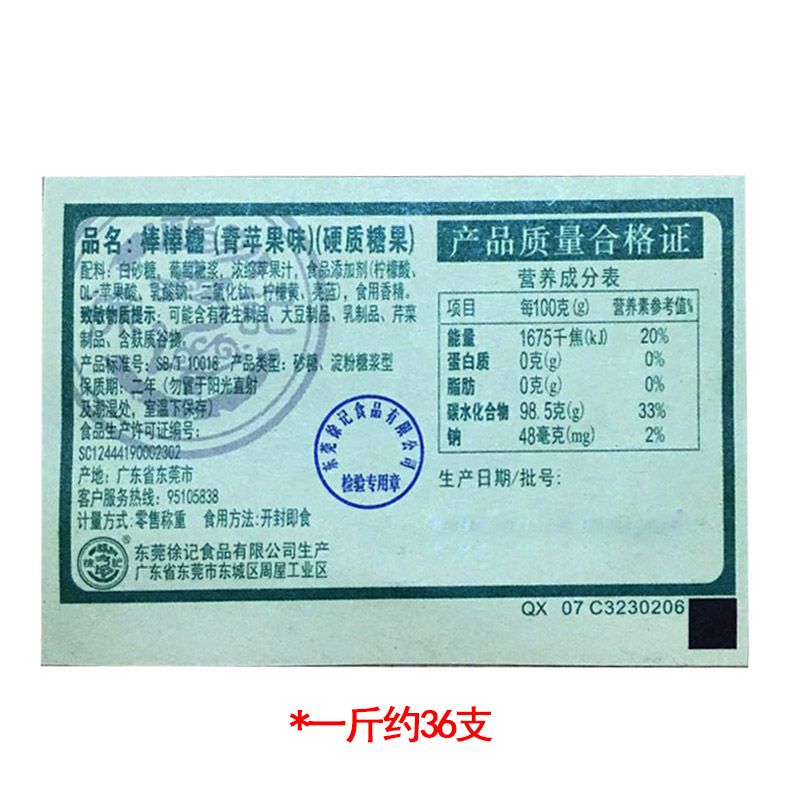 品名: 棒棒糖 (青苹果味)(硬质糖果)
配料: 白砂糖, 葡萄糖浆, 浓缩苹果汁, 食品添加剂(柠檬酸,
DL-苹果酸, 乳酸钠, 二氧化钛, 柠檬黄, 亮蓝), 食用香精。
致敏物质提示: 可能含有花生制品、大豆制品、乳制品、芹菜
制品、含麸质谷物。
产品标准号: SB/T 10018 产品类型: 砂糖、淀粉糖浆型
保质期: 二年 (勿置于阳光直射
及潮湿处, 室温下保存)
食品生产许可证编号:
SC12444190002302
产地: 广东省东莞市
客户服务热线: 95105838
计量方式: 零售称重 食用方法: 开封即食
徐福记
®
东莞徐记食品有限公司生产
广东省东莞市东城区周屋工业区
东莞徐记食品有限公司
检验专用章
产品质量合格证
营养成分表
项目 每100克(g) 营养素参考值%
能量 1675千焦(kJ) 20%
蛋白质 0克(g) 0%
脂肪 0克(g) 0%
碳水化合物 98.5克(g) 33%
钠 48毫克(mg) 2%
生产日期/批号:
QX 07 C3230206
*一斤约36支